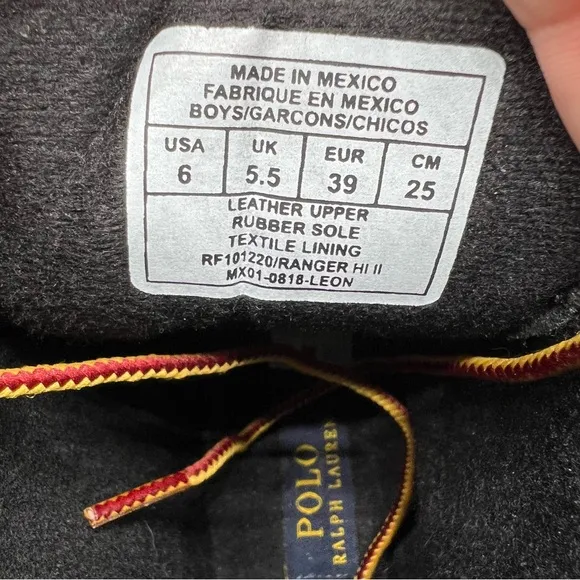 MADE IN MEXICO
FABRIQUE EN MEXICO
BOYS/GARCONS/CHICOS
USA UK EUR CM
6 5.5 39 25
LEATHER UPPER
RUBBER SOLE
TEXTILE LINING
RF101220/RANGER HI II
MX01-0818-LEON
POLO
RALPH LAUREN